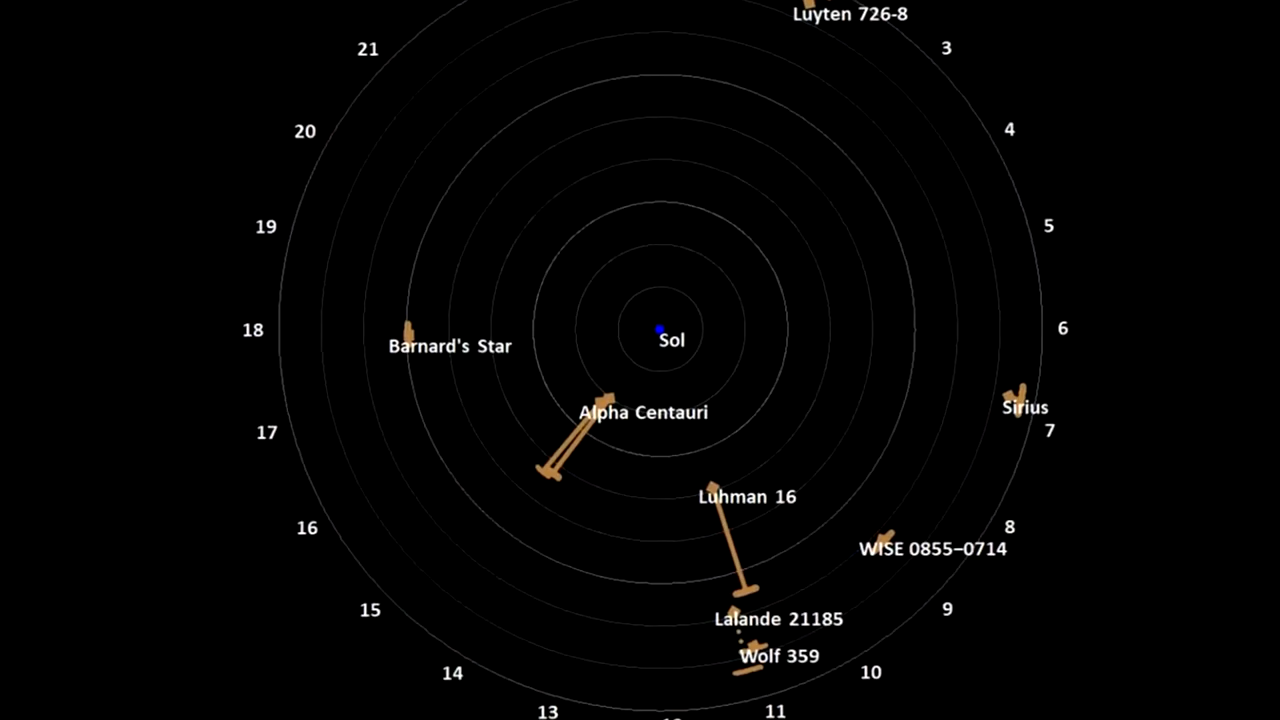 Luyten 726-8
21
3
20
4
19
5
18
6
Sol
Barnard's Star
Sirius
Alpha Centauri
17
7
Luhman 16
16
8
WISE 0855–0714
15
9
Lalande 21185
Wolf 359
14
10
13
11